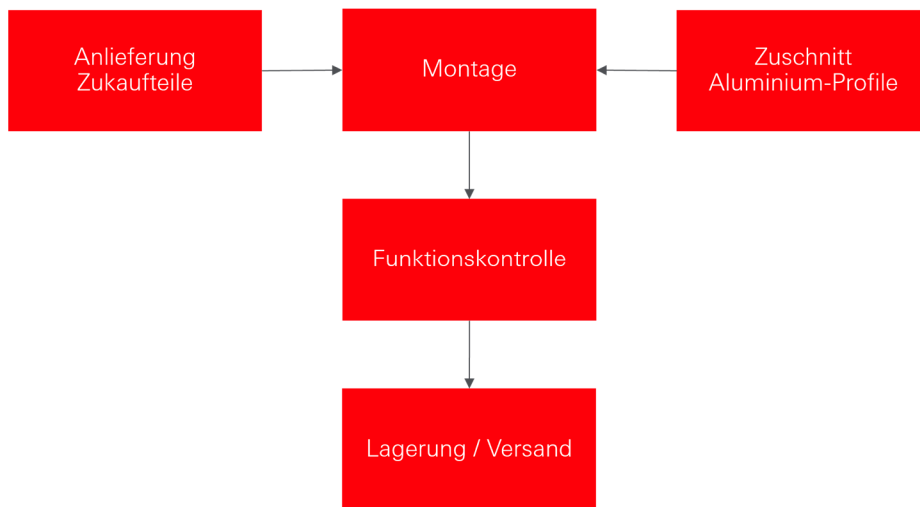 Anlieferung
Zukaufteile
Montage
Zuschnitt
Aluminium-Profile
Funktionskontrolle
Lagerung / Versand